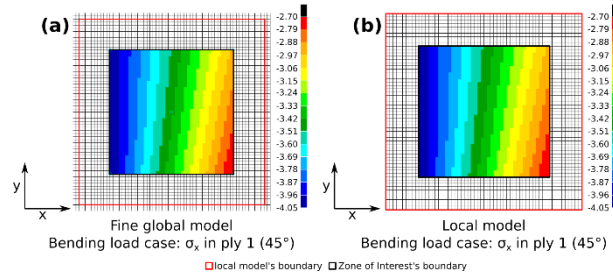 (a)
-2.70
-2.79
-2.88
-2.97
-3.06
-3.15
-3.24
-3.33
-3.42
-3.51
-3.60
-3.69
-3.78
-3.87
-3.96
-4.05
y
x
Fine global model
Bending load case: σx in ply 1 (45°)
(b)
-2.70
-2.79
-2.88
-2.97
-3.06
-3.15
-3.24
-3.33
-3.42
-3.51
-3.60
-3.69
-3.78
-3.87
-3.96
-4.05
y
x
Local model
Bending load case: σx in ply 1 (45°)
local model's boundary
Zone of Interest's boundary